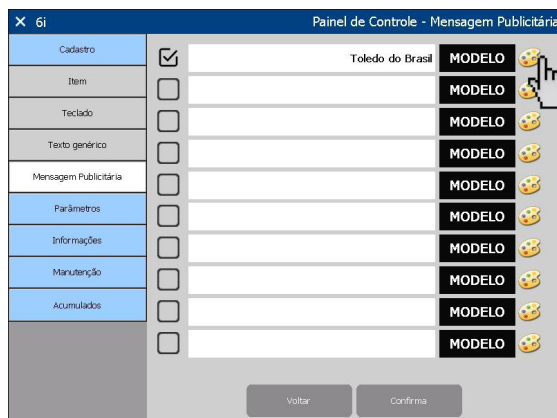 6i
Painel de Controle - Mensagem Publicitária
Cadastro
Item
Teclado
Texto genérico
Mensagem Publicitária
Parâmetros
Informações
Manutenção
Acumulados
Toledo do Brasil MODELO
MODELO
MODELO
MODELO
MODELO
MODELO
MODELO
MODELO
MODELO
MODELO
Voltar
Confirma